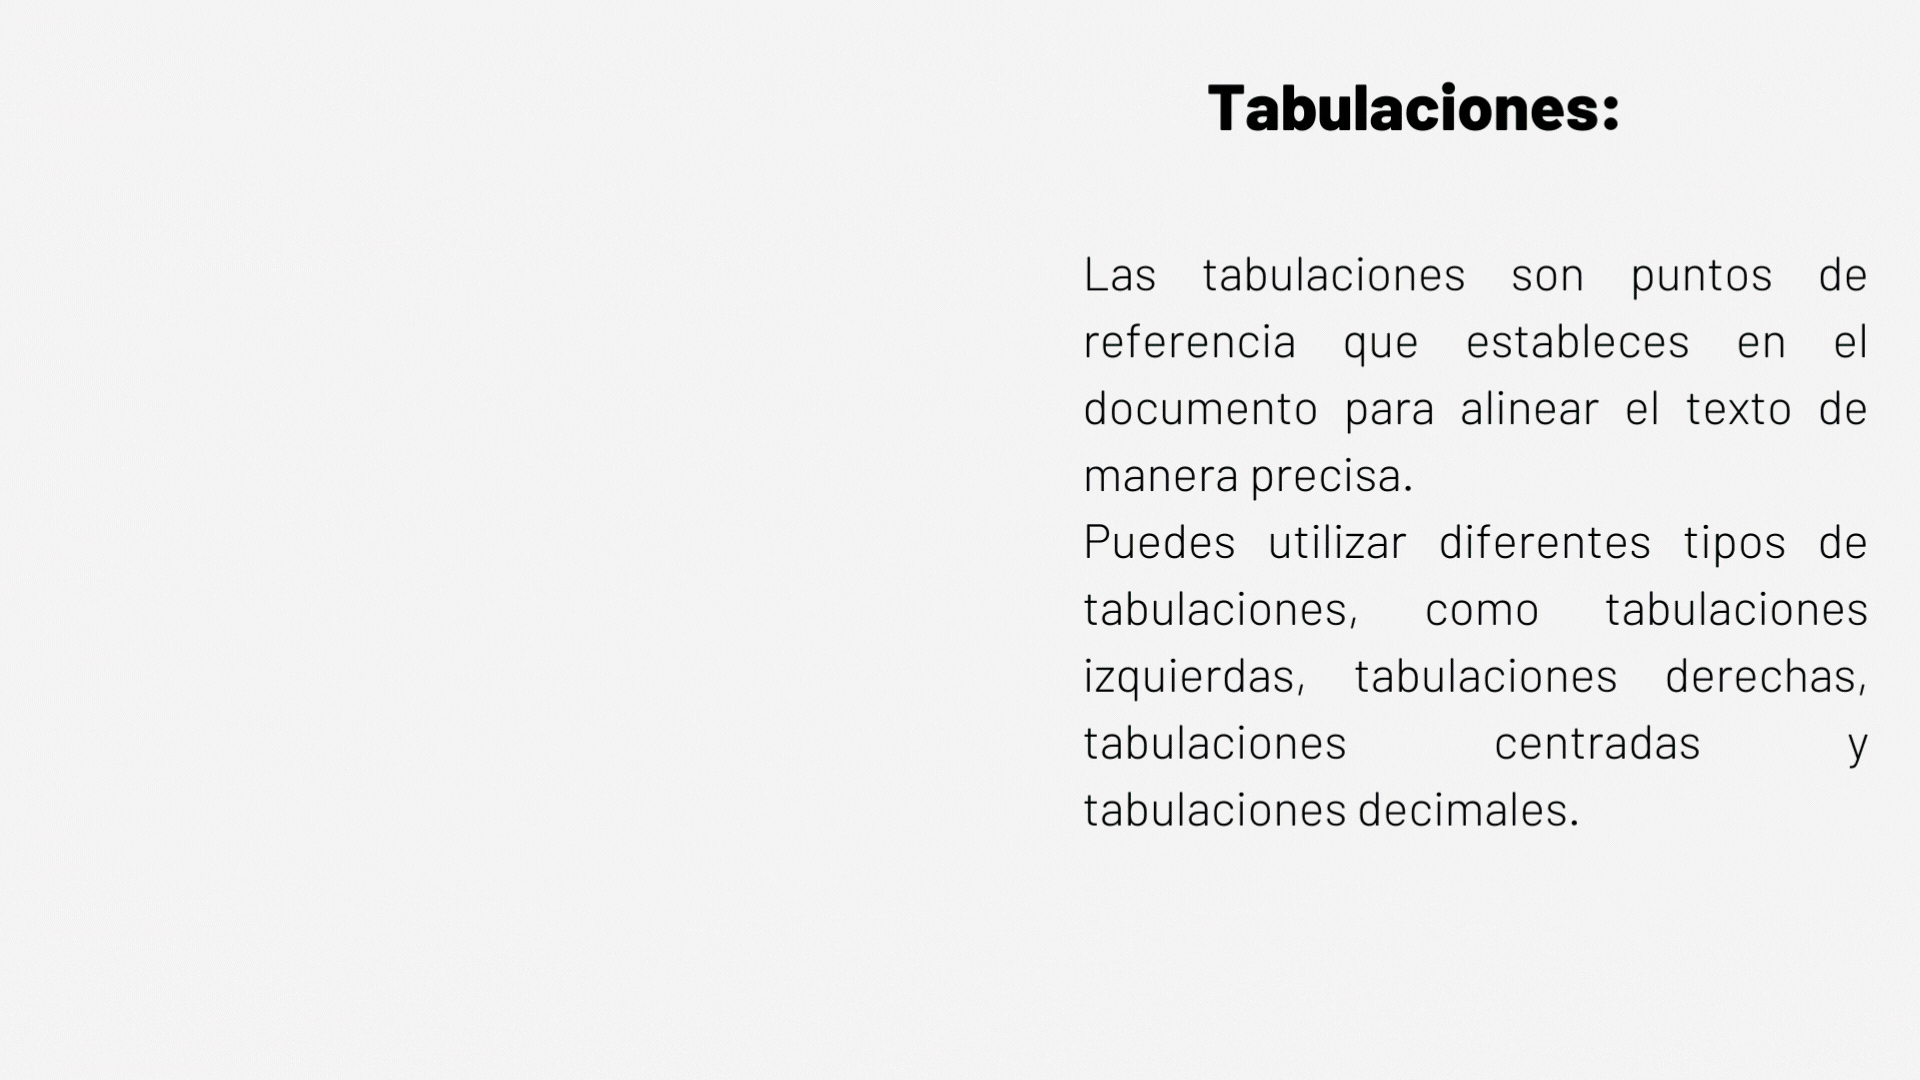 Tabulaciones:
Las tabulaciones son puntos de
referencia que estableces en el
documento para alinear el texto de
manera precisa.
Puedes utilizar diferentes tipos de
tabulaciones, como tabulaciones
izquierdas, tabulaciones derechas,
tabulaciones centradas y
tabulaciones decimales.